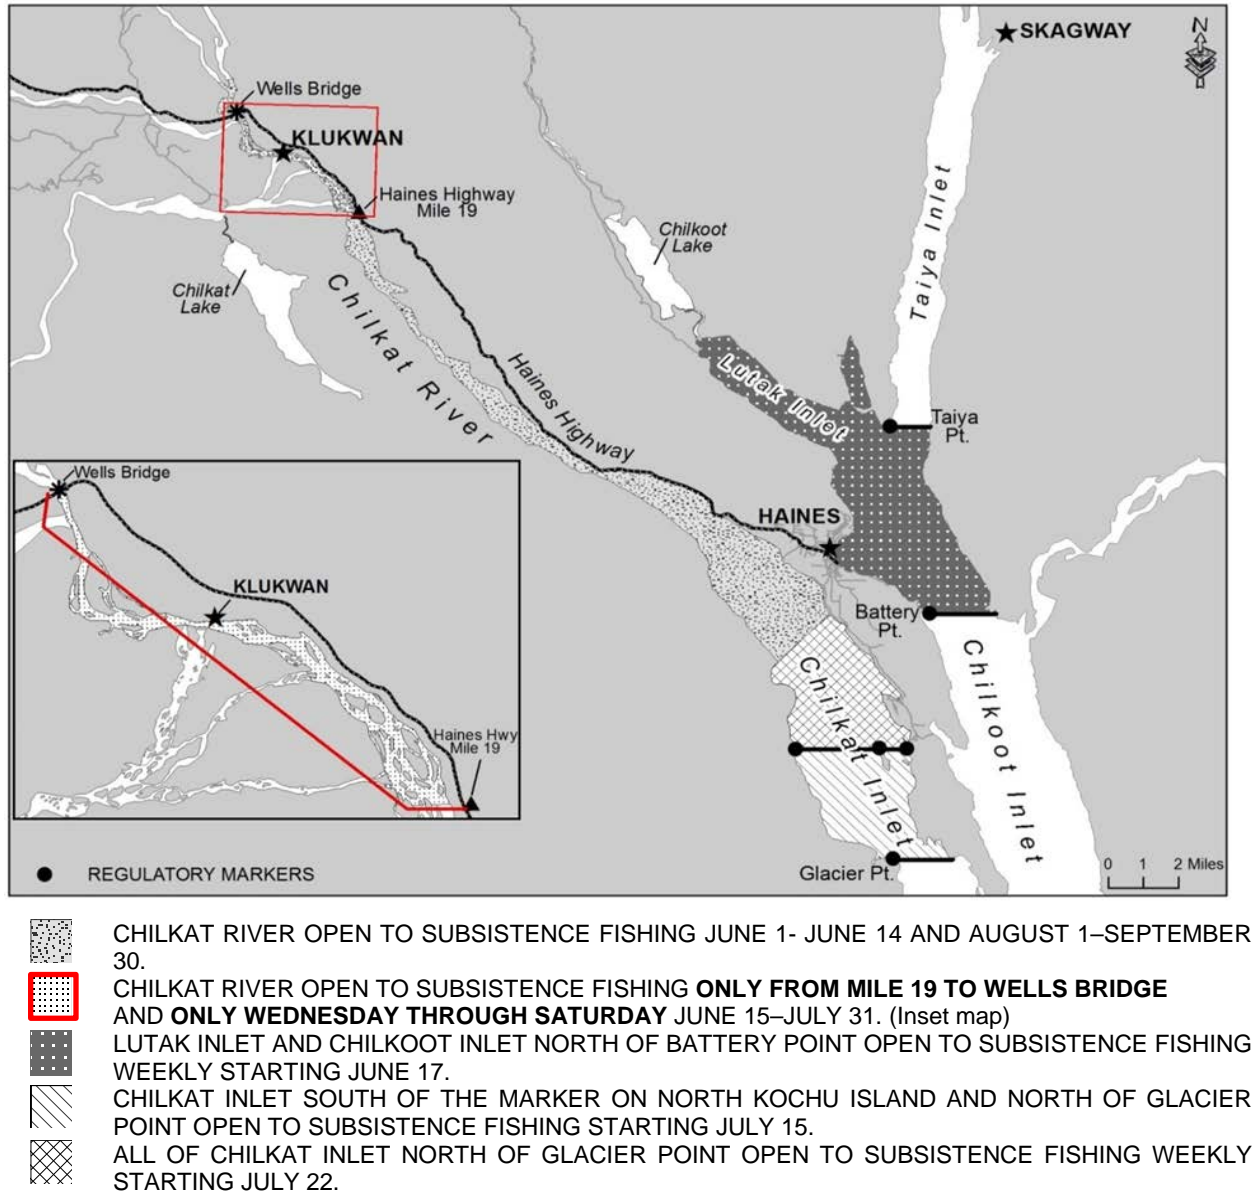 SKAGWAY
N
Wells Bridge
KLUKWAN
Haines Highway
Mile 19
Chilkoot
Lake
Taiya Inlet
Chilkat
Lake
Chilkat River
Haines Highway
Lutak Inlet
Taiya
Pt.
Wells Bridge
HAINES
KLUKWAN
Battery
Pt.
Chilkat Inlet
Chilkoot Inlet
Haines Hwy
Mile 19
Glacier Pt.
0 1 2 Miles
REGULATORY MARKERS
CHILKAT RIVER OPEN TO SUBSISTENCE FISHING JUNE 1- JUNE 14 AND AUGUST 1–SEPTEMBER
30.
CHILKAT RIVER OPEN TO SUBSISTENCE FISHING ONLY FROM MILE 19 TO WELLS BRIDGE
AND ONLY WEDNESDAY THROUGH SATURDAY JUNE 15–JULY 31. (Inset map)
LUTAK INLET AND CHILKOOT INLET NORTH OF BATTERY POINT OPEN TO SUBSISTENCE FISHING
WEEKLY STARTING JUNE 17.
CHILKAT INLET SOUTH OF THE MARKER ON NORTH KOCHU ISLAND AND NORTH OF GLACIER
POINT OPEN TO SUBSISTENCE FISHING STARTING JULY 15.
ALL OF CHILKAT INLET NORTH OF GLACIER POINT OPEN TO SUBSISTENCE FISHING WEEKLY
STARTING JULY 22.